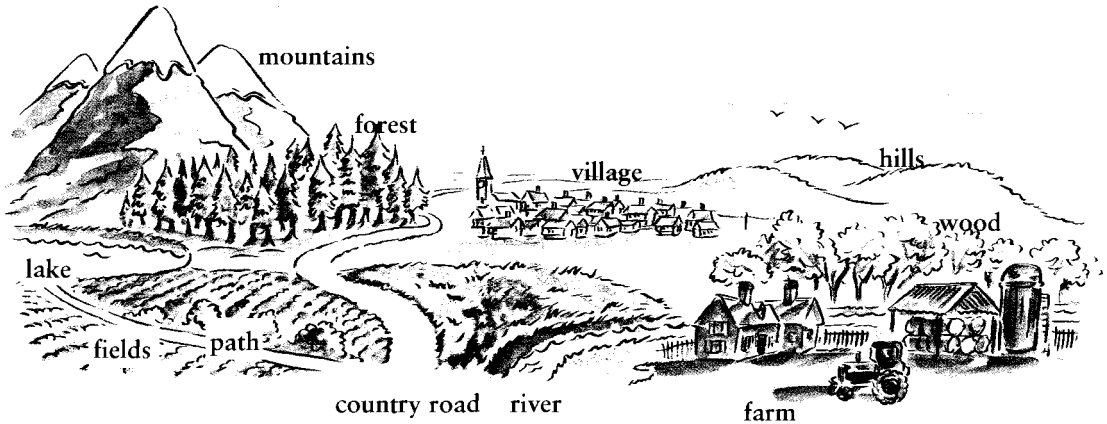 mountains
forest
village
hills
wood
lake
fields
path
country road
river
farm